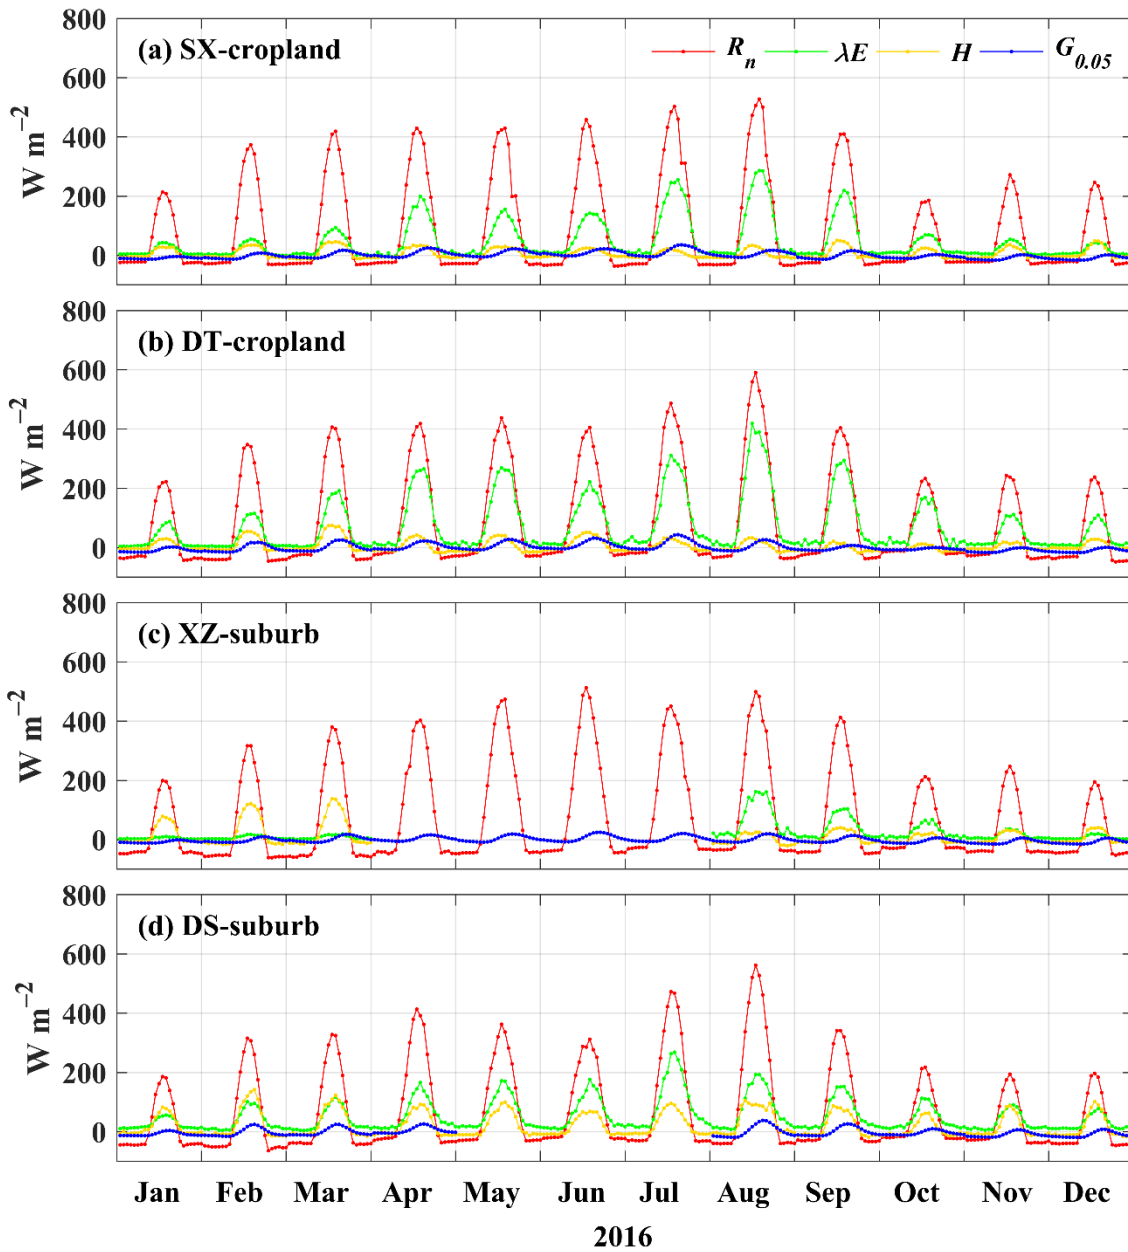 800
600
400
200
0
W m⁻²
(a) SX-cropland
Rₙ λE H G₀.₀₅
800
600
400
200
0
W m⁻²
(b) DT-cropland
800
600
400
200
0
W m⁻²
(c) XZ-suburb
800
600
400
200
0
W m⁻²
(d) DS-suburb
Jan Feb Mar Apr May Jun Jul Aug Sep Oct Nov Dec
2016